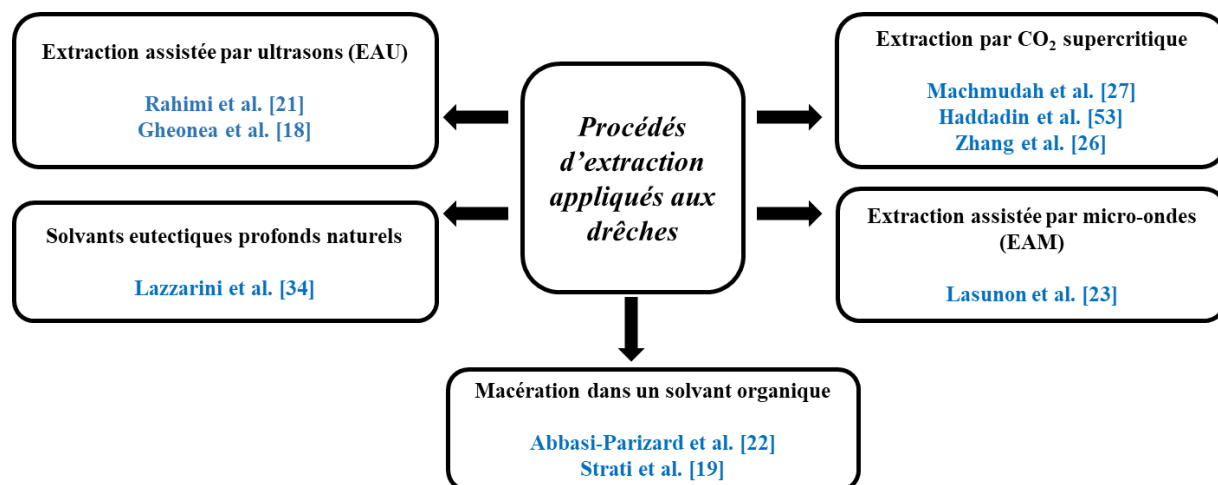 Extraction assistée par ultrasons (EAU)
Rahimi et al. [21]
Gheonea et al. [18]
Extraction par CO₂ supercritique
Machmudah et al. [27]
Haddadin et al. [53]
Zhang et al. [26]
Procédés
d'extraction
appliqués aux
drêches
Solvants eutectiques profonds naturels
Lazzarini et al. [34]
Extraction assistée par micro-ondes
(EAM)
Lasunon et al. [23]
Macération dans un solvant organique
Abbasi-Parizard et al. [22]
Strati et al. [19]